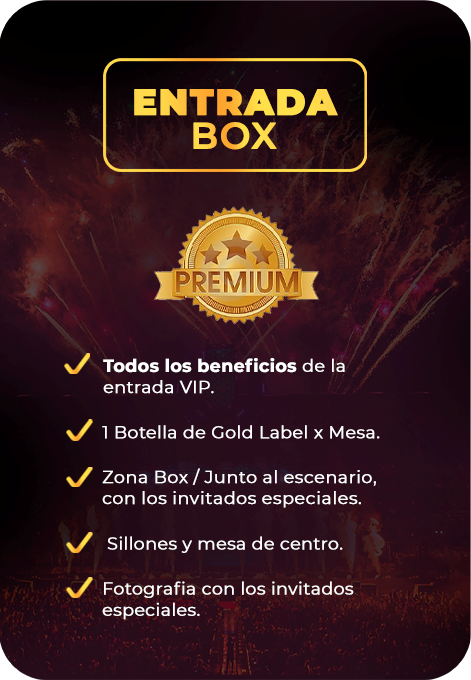 ENTRADA
BOX
PREMIUM
Todos los beneficios de la
entrada VIP.
1 Botella de Gold Label x Mesa.
Zona Box / Junto al escenario,
con los invitados especiales.
Sillones y mesa de centro.
Fotografia con los invitados
especiales.